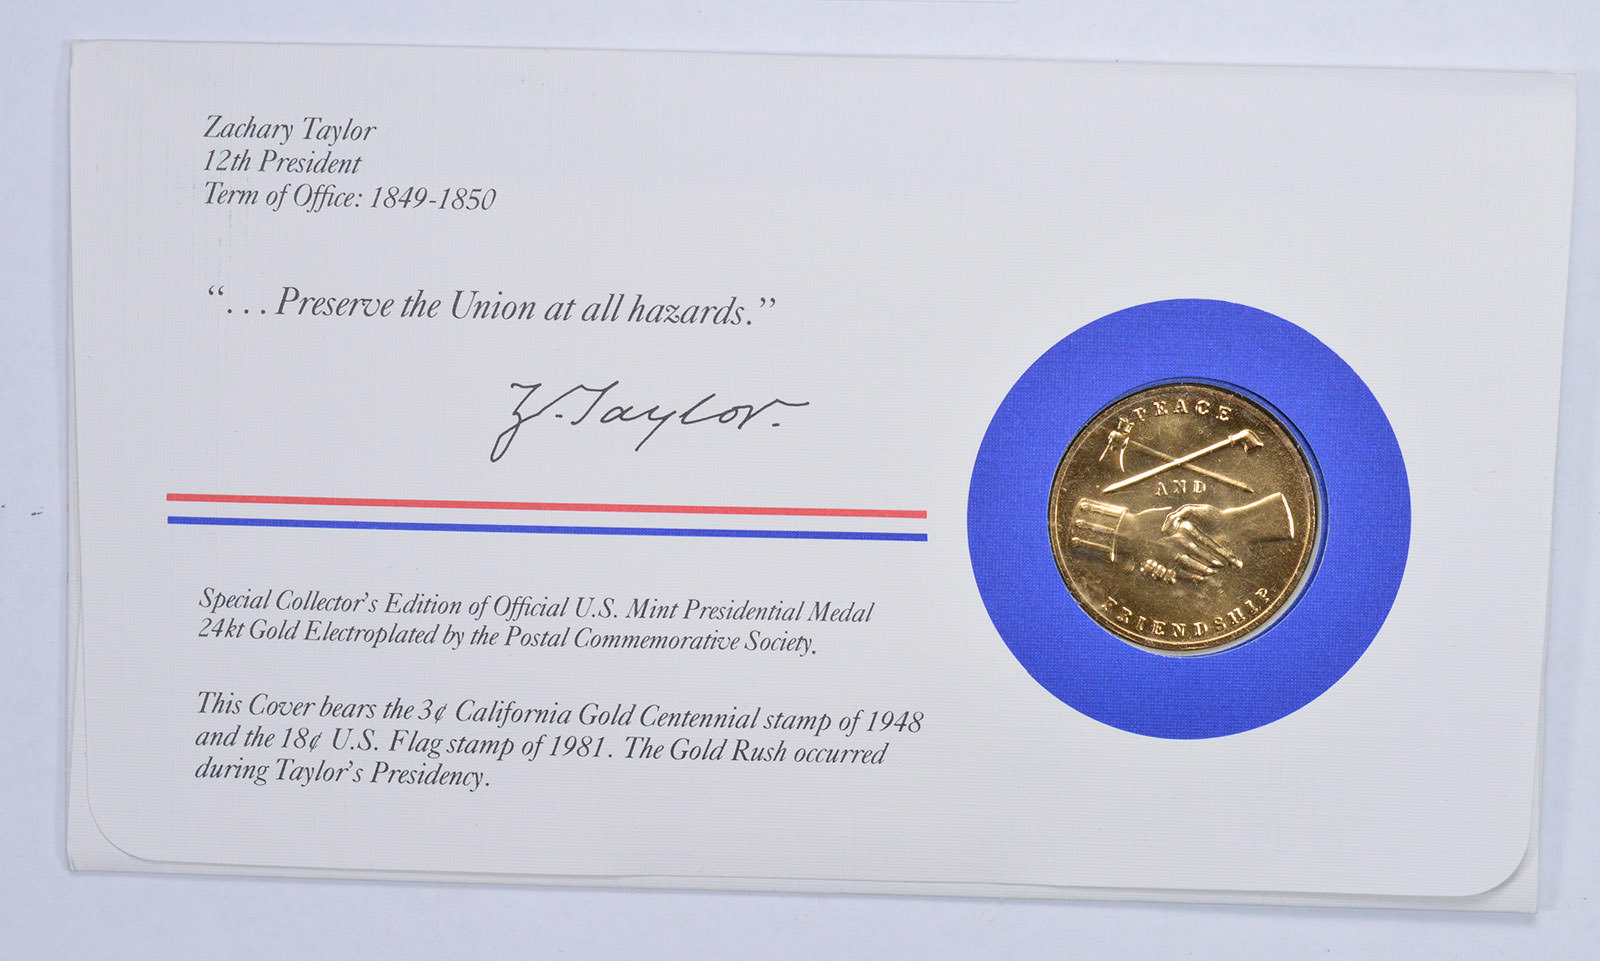 Zachary Taylor
12th President
Term of Office: 1849-1850
“. . . Preserve the Union at all hazards.”
Z. Taylor.
Special Collector's Edition of Official U.S. Mint Presidential Medal
24kt Gold Electroplated by the Postal Commemorative Society.
This Cover bears the 3¢ California Gold Centennial stamp of 1948
and the 18¢ U.S. Flag stamp of 1981. The Gold Rush occurred
during Taylor's Presidency.
PEACE
AND
FRIENDSHIP